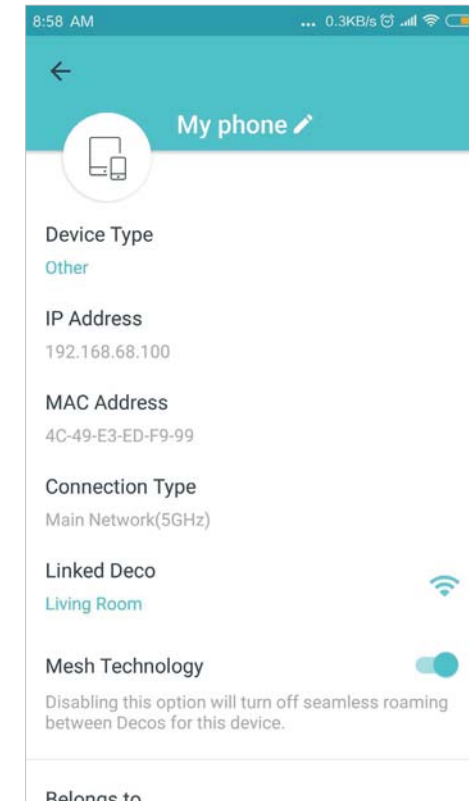 8:58 AM ... 0.3KB/s
My phone
Device Type
Other
IP Address
192.168.68.100
MAC Address
4C-49-E3-ED-F9-99
Connection Type
Main Network(5GHz)
Linked Deco
Living Room
Mesh Technology
Disabling this option will turn off seamless roaming
between Decos for this device.
Belongs to